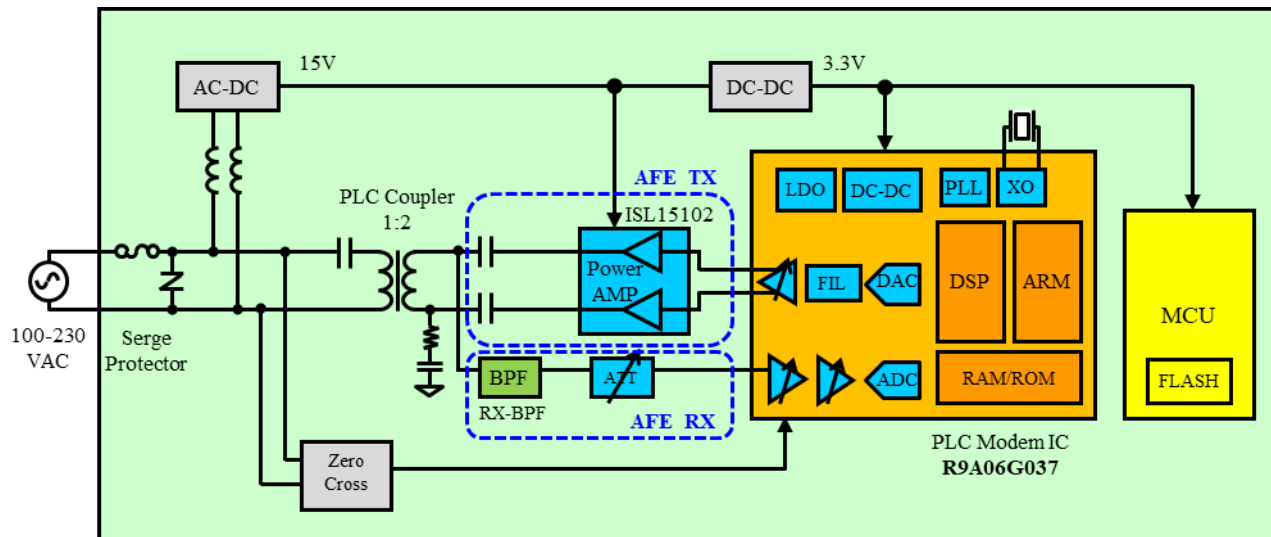 15V
3.3V
AC-DC
DC-DC
AFE TX
LDO
DC-DC
PLL
XO
PLC Coupler
1:2
ISL15102
Power
AMP
FIL
DAC
DSP
ARM
MCU
100-230
VAC
Serge
Protector
BPF
ATT
ADC
RAM/ROM
FLASH
RX-BPF
AFE RX
PLC Modem IC
R9A06G037
Zero
Cross